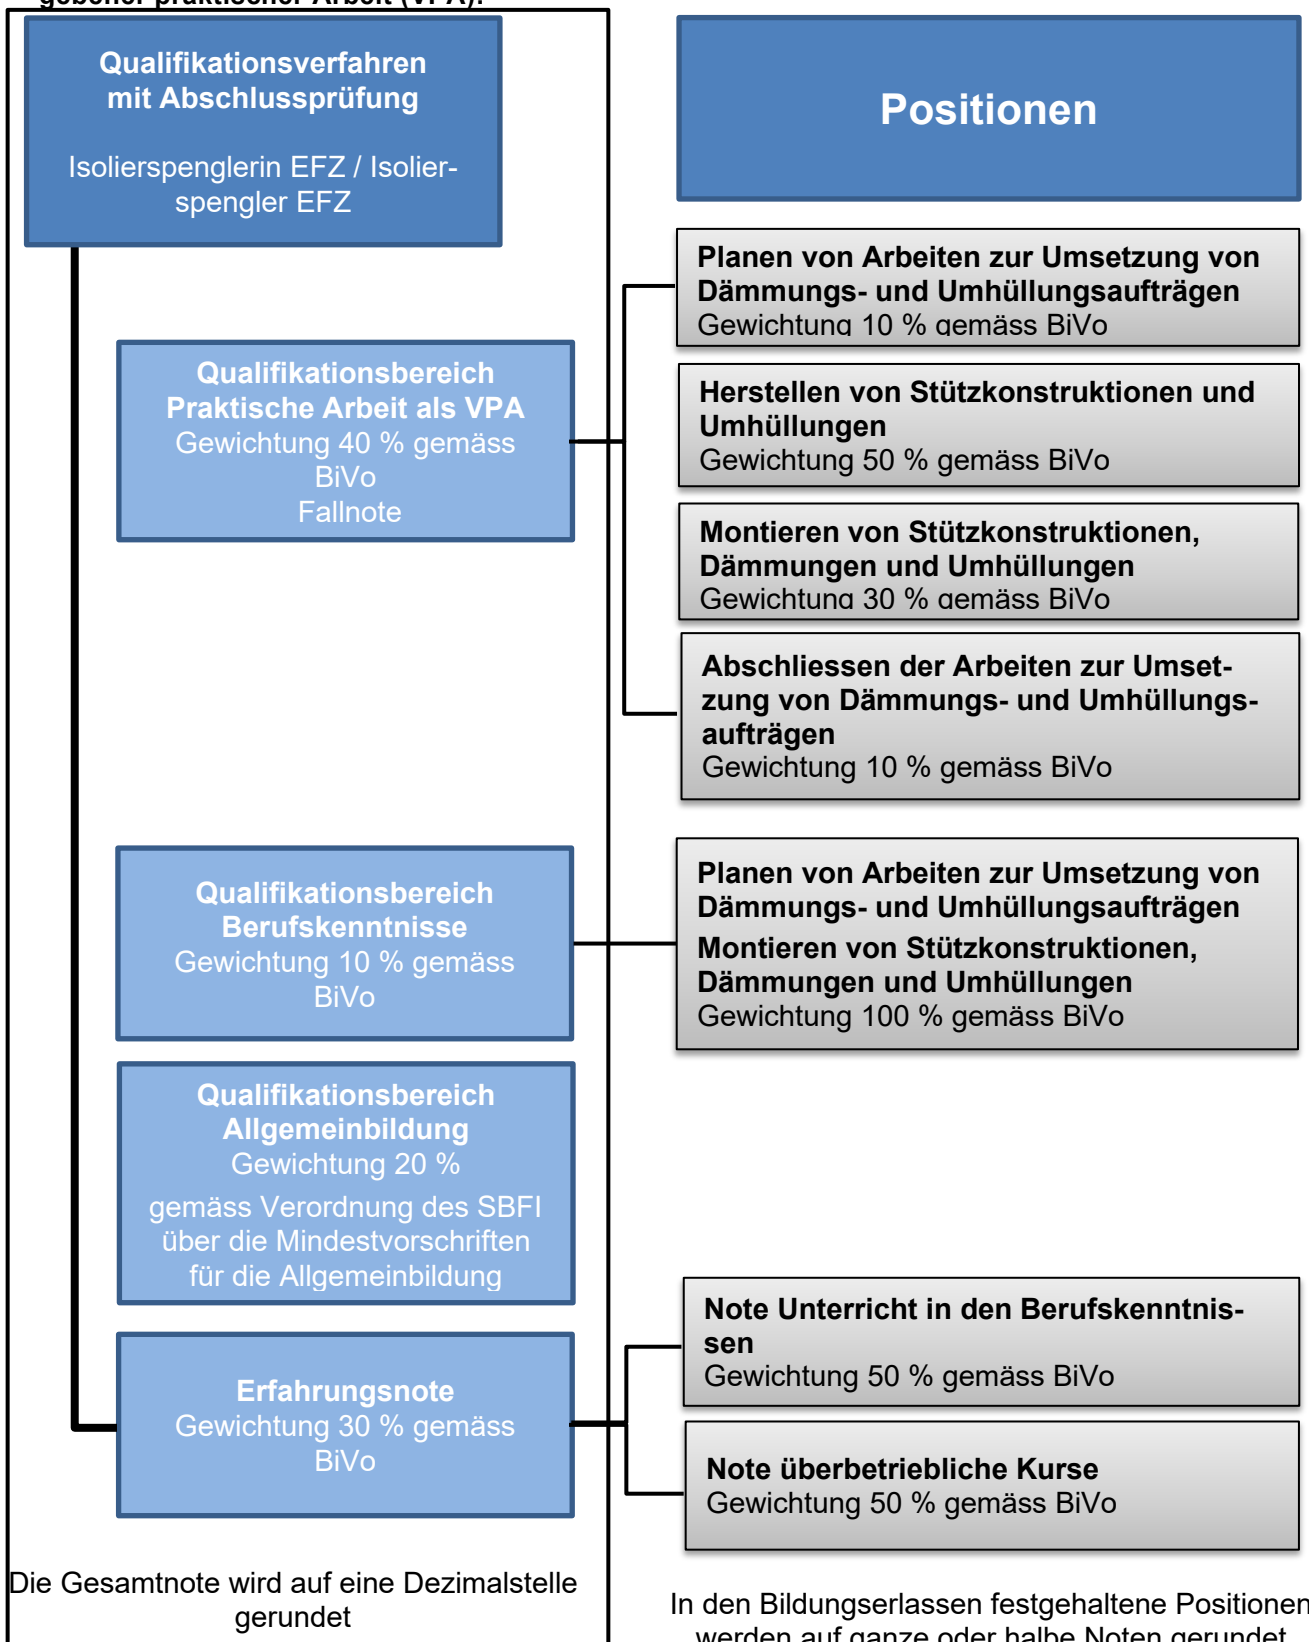 gebener praktischer Arbeit (VPA).
Qualifikationsverfahren
mit Abschlussprüfung
Isolierspenglerin EFZ / Isolier-
spengler EFZ
Positionen
Planen von Arbeiten zur Umsetzung von
Dämmungs- und Umhüllungsaufträgen
Gewichtung 10 % gemäss BiVo
Qualifikationsbereich
Praktische Arbeit als VPA
Gewichtung 40 % gemäss
BiVo
Fallnote
Herstellen von Stützkonstruktionen und
Umhüllungen
Gewichtung 50 % gemäss BiVo
Montieren von Stützkonstruktionen,
Dämmungen und Umhüllungen
Gewichtung 30 % gemäss BiVo
Abschliessen der Arbeiten zur Umset-
zung von Dämmungs- und Umhüllungs-
aufträgen
Gewichtung 10 % gemäss BiVo
Qualifikationsbereich
Berufskenntnisse
Gewichtung 10 % gemäss
BiVo
Planen von Arbeiten zur Umsetzung von
Dämmungs- und Umhüllungsaufträgen
Montieren von Stützkonstruktionen,
Dämmungen und Umhüllungen
Gewichtung 100 % gemäss BiVo
Qualifikationsbereich
Allgemeinbildung
Gewichtung 20 %
gemäss Verordnung des SBFI
über die Mindestvorschriften
für die Allgemeinbildung
Erfahrungsnote
Gewichtung 30 % gemäss
BiVo
Note Unterricht in den Berufskenntnis-
sen
Gewichtung 50 % gemäss BiVo
Note überbetriebliche Kurse
Gewichtung 50 % gemäss BiVo
Die Gesamtnote wird auf eine Dezimalstelle
gerundet
In den Bildungserlassen festgehaltene Positionen
werden auf ganze oder halbe Noten gerundet